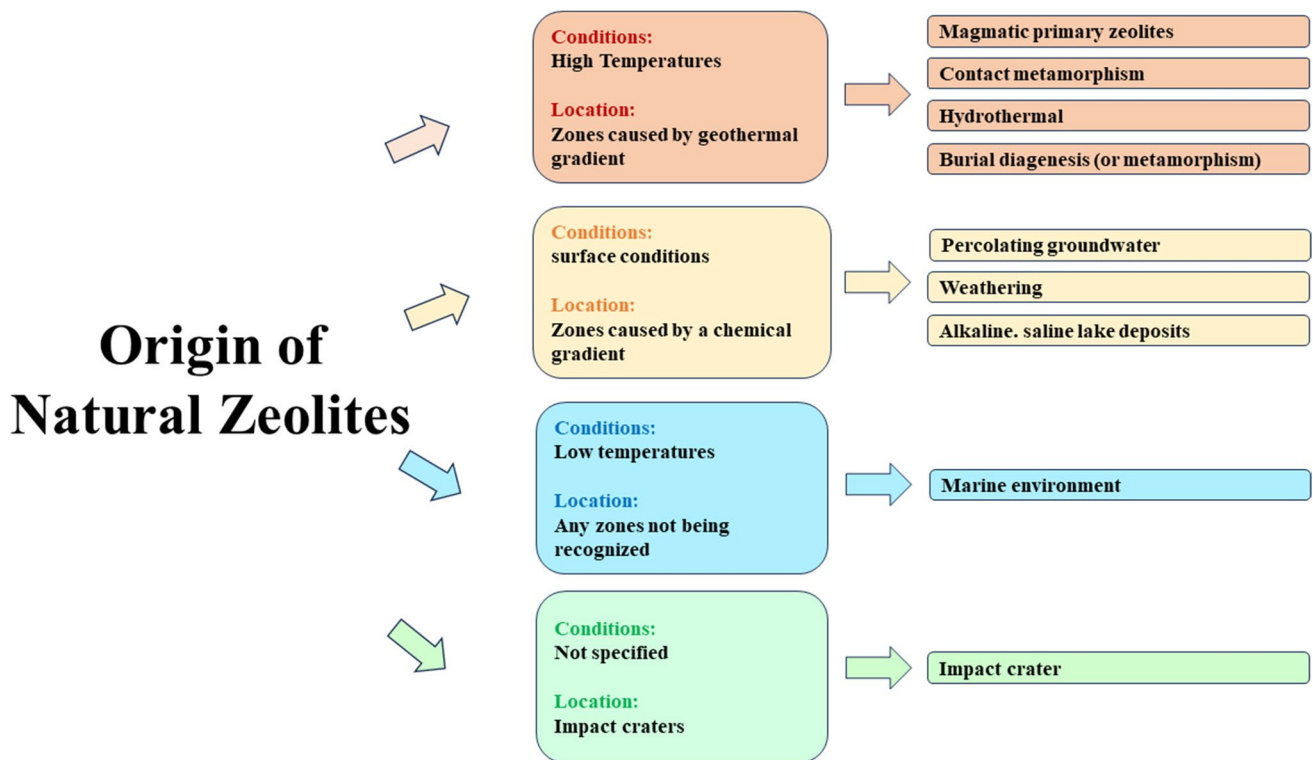 Origin of
Natural Zeolites
Conditions:
High Temperatures
Location:
Zones caused by geothermal
gradient
Magmatic primary zeolites
Contact metamorphism
Hydrothermal
Burial diagenesis (or metamorphism)
Conditions:
surface conditions
Location:
Zones caused by a chemical
gradient
Percolating groundwater
Weathering
Alkaline. saline lake deposits
Conditions:
Low temperatures
Location:
Any zones not being
recognized
Marine environment
Conditions:
Not specified
Location:
Impact craters
Impact crater